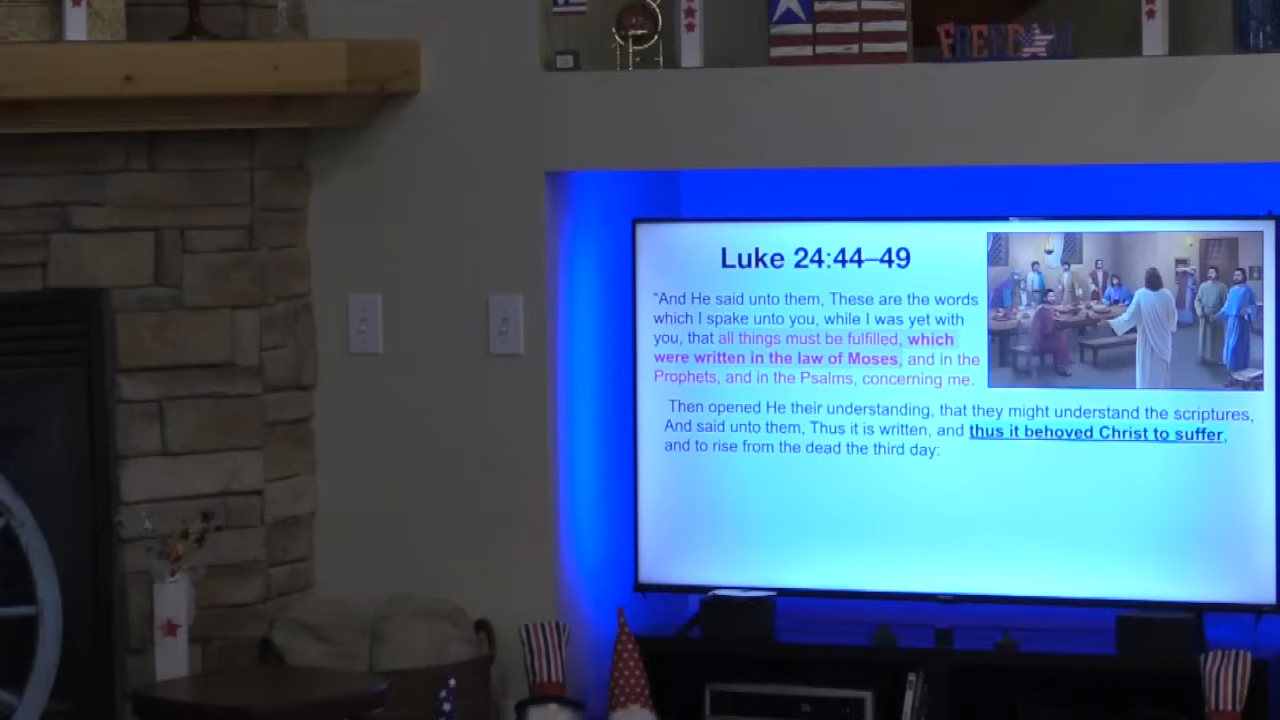 FREEDOM
Luke 24:44–49
"And He said unto them, These are the words
which I spake unto you, while I was yet with
you, that all things must be fulfilled, which
were written in the law of Moses, and in the
Prophets, and in the Psalms, concerning me.
Then opened He their understanding, that they might understand the scriptures,
And said unto them, Thus it is written, and thus it behoved Christ to suffer,
and to rise from the dead the third day: